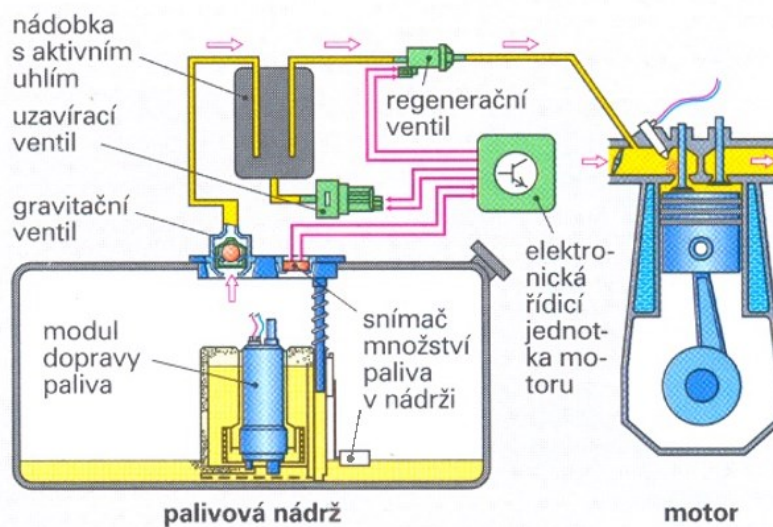 nádobka
s aktivním
uhlím
uzavírací
ventil
gravitační
ventil
regenerační
ventil
elektro-
nická
řídicí
jednot-
ka mo-
toru
modul
dopravy
paliva
snímač
množství
paliva
v nádrži
palivová nádrž
motor